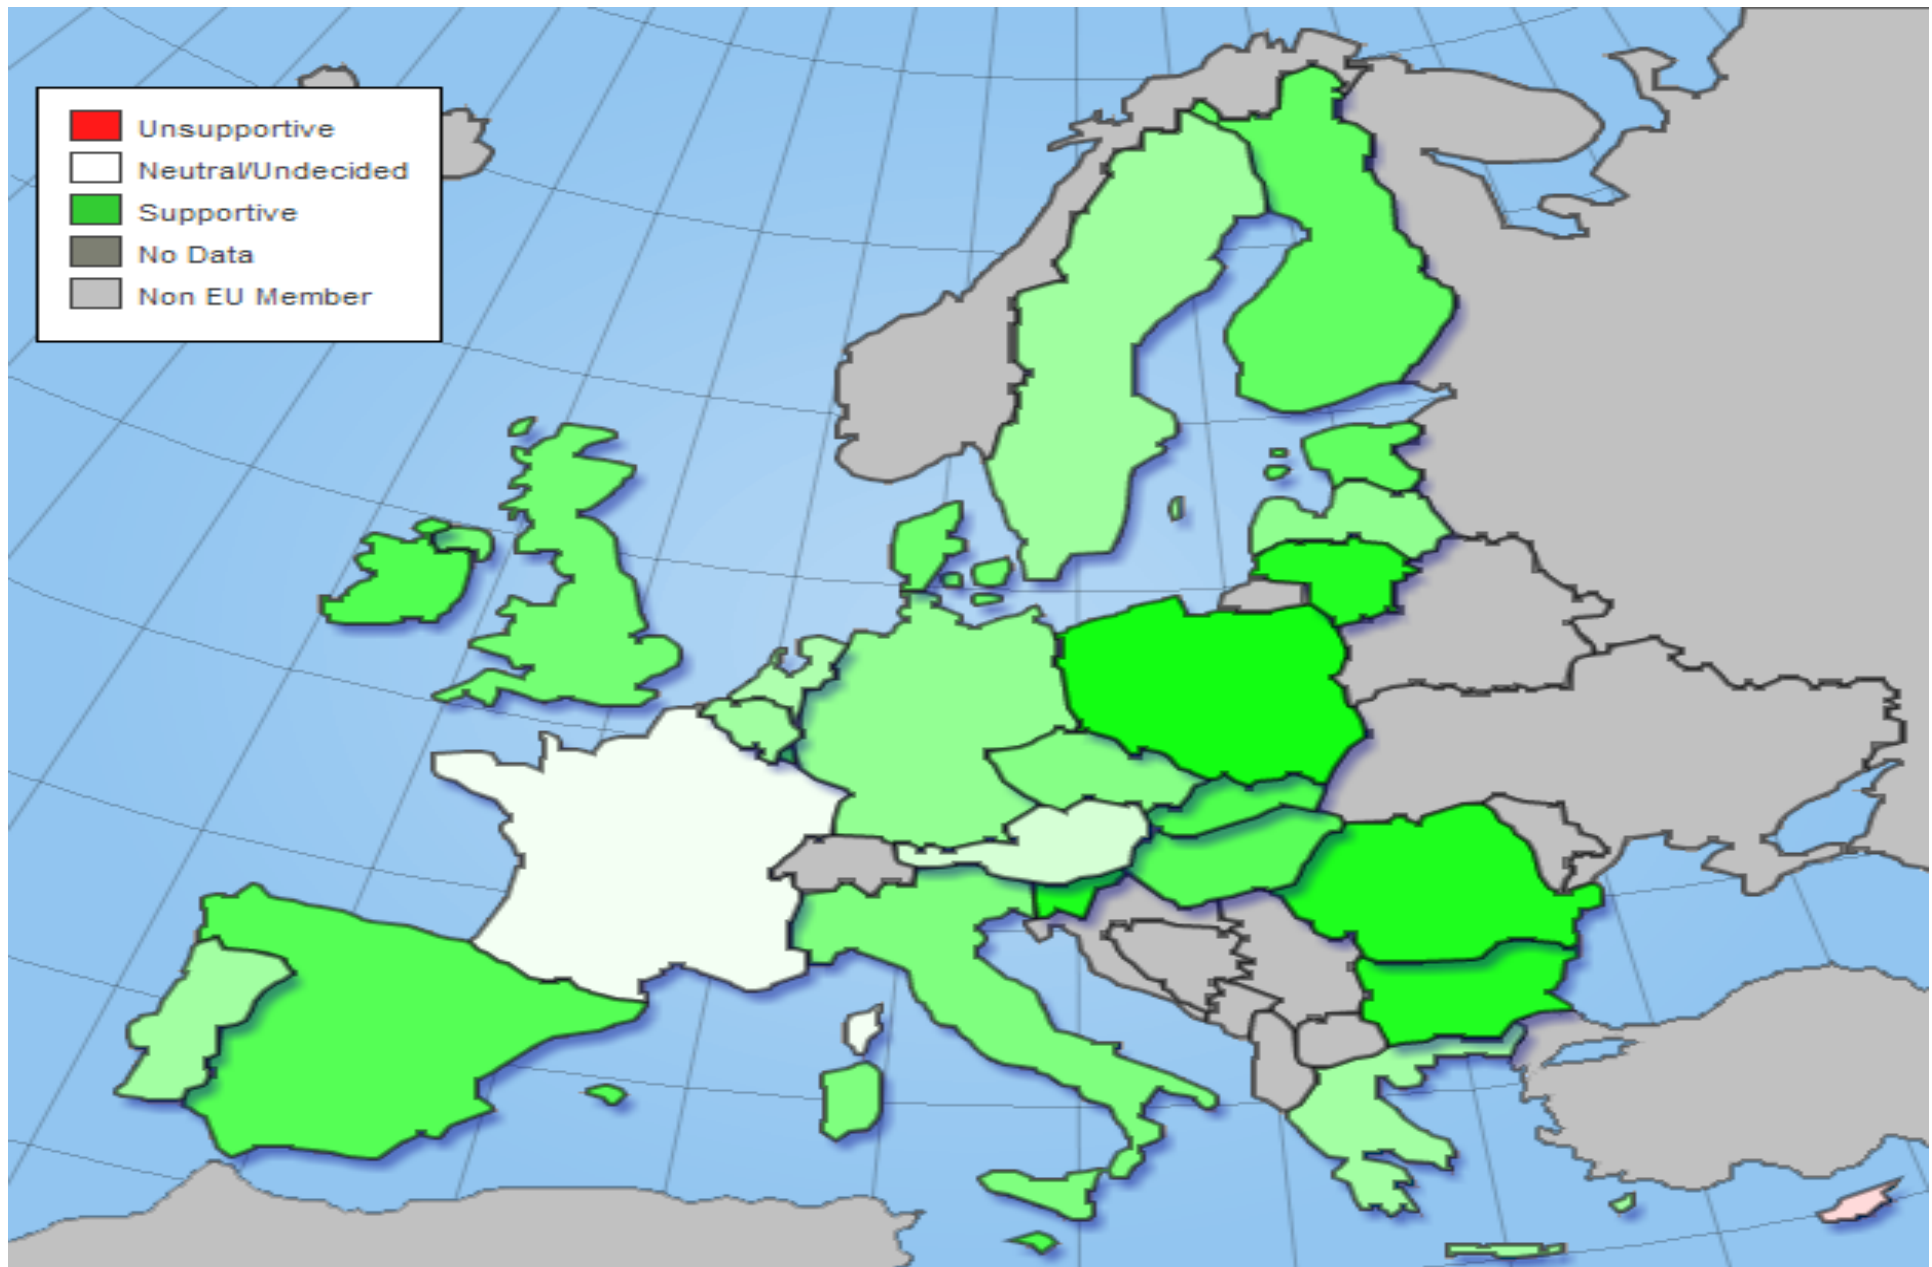 Unsupportive
Neutral/Undecided
Supportive
No Data
Non EU Member